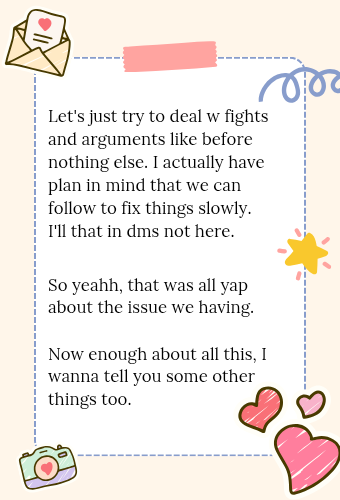 Let's just try to deal w fights
and arguments like before
nothing else. I actually have
plan in mind that we can
follow to fix things slowly.
I'll that in dms not here.
So yeahh, that was all yap
about the issue we having.
Now enough about all this, I
wanna tell you some other
things too.